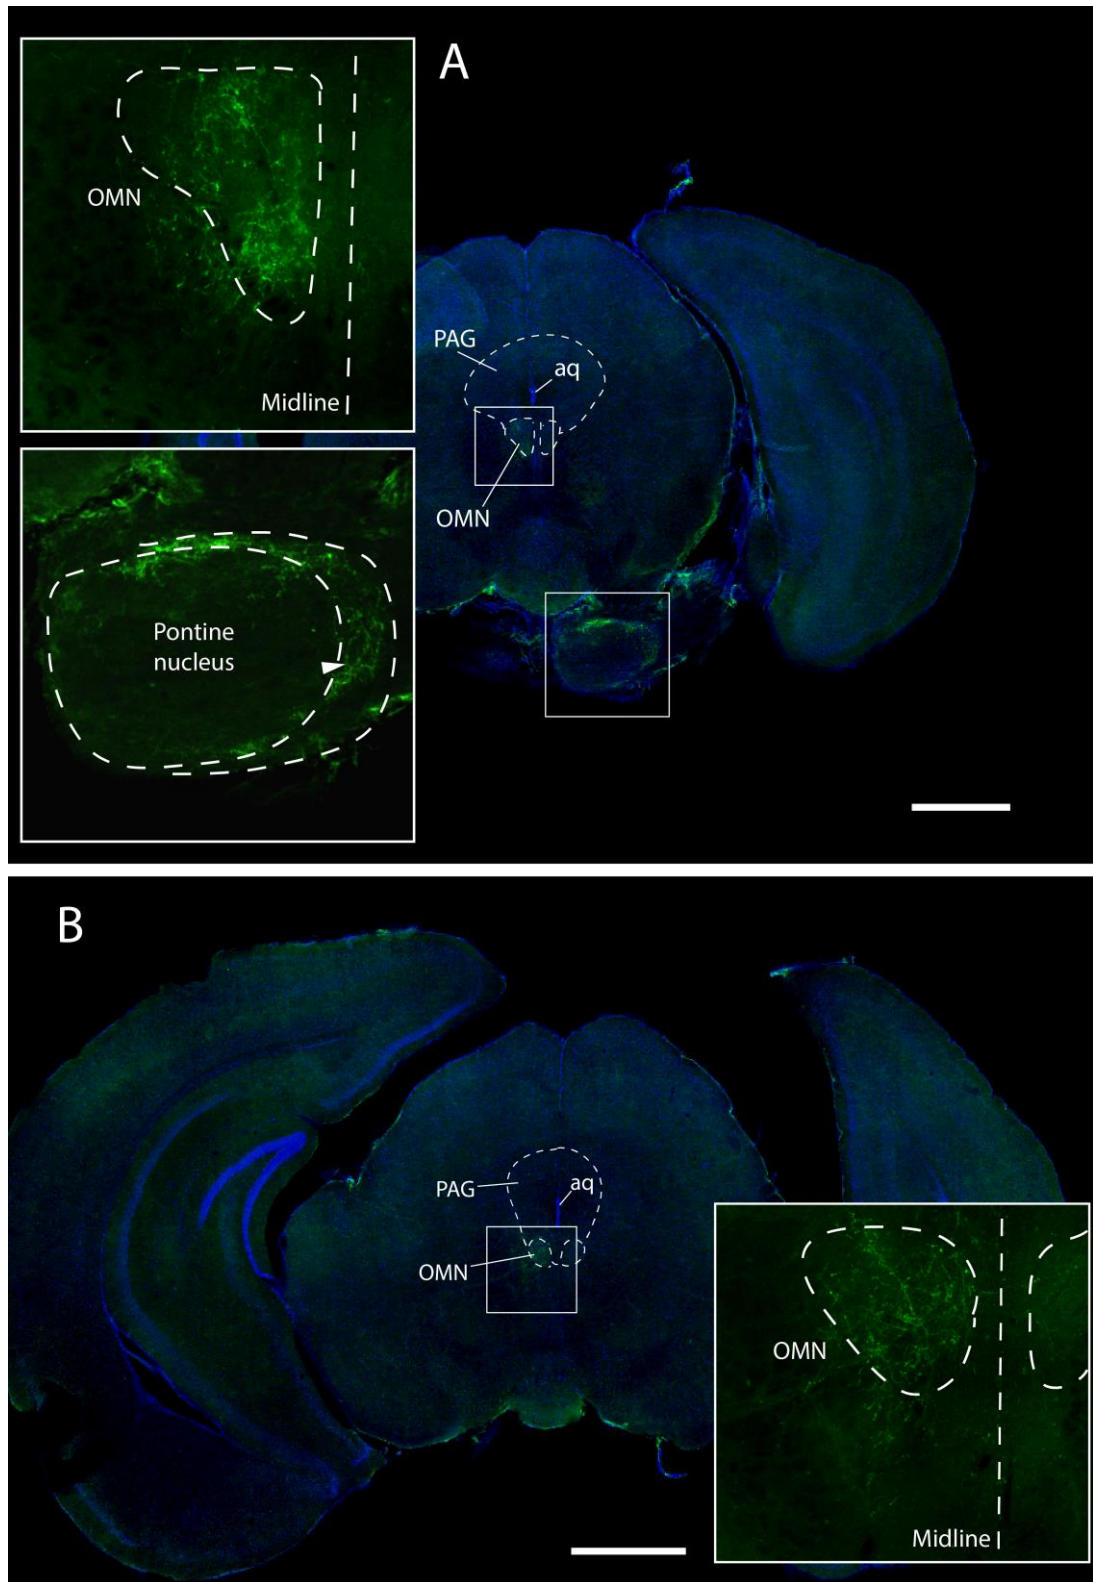 A
OMN
Midline
PAG
aq
OMN
Pontine
nucleus
B
PAG
aq
OMN
OMN
Midline